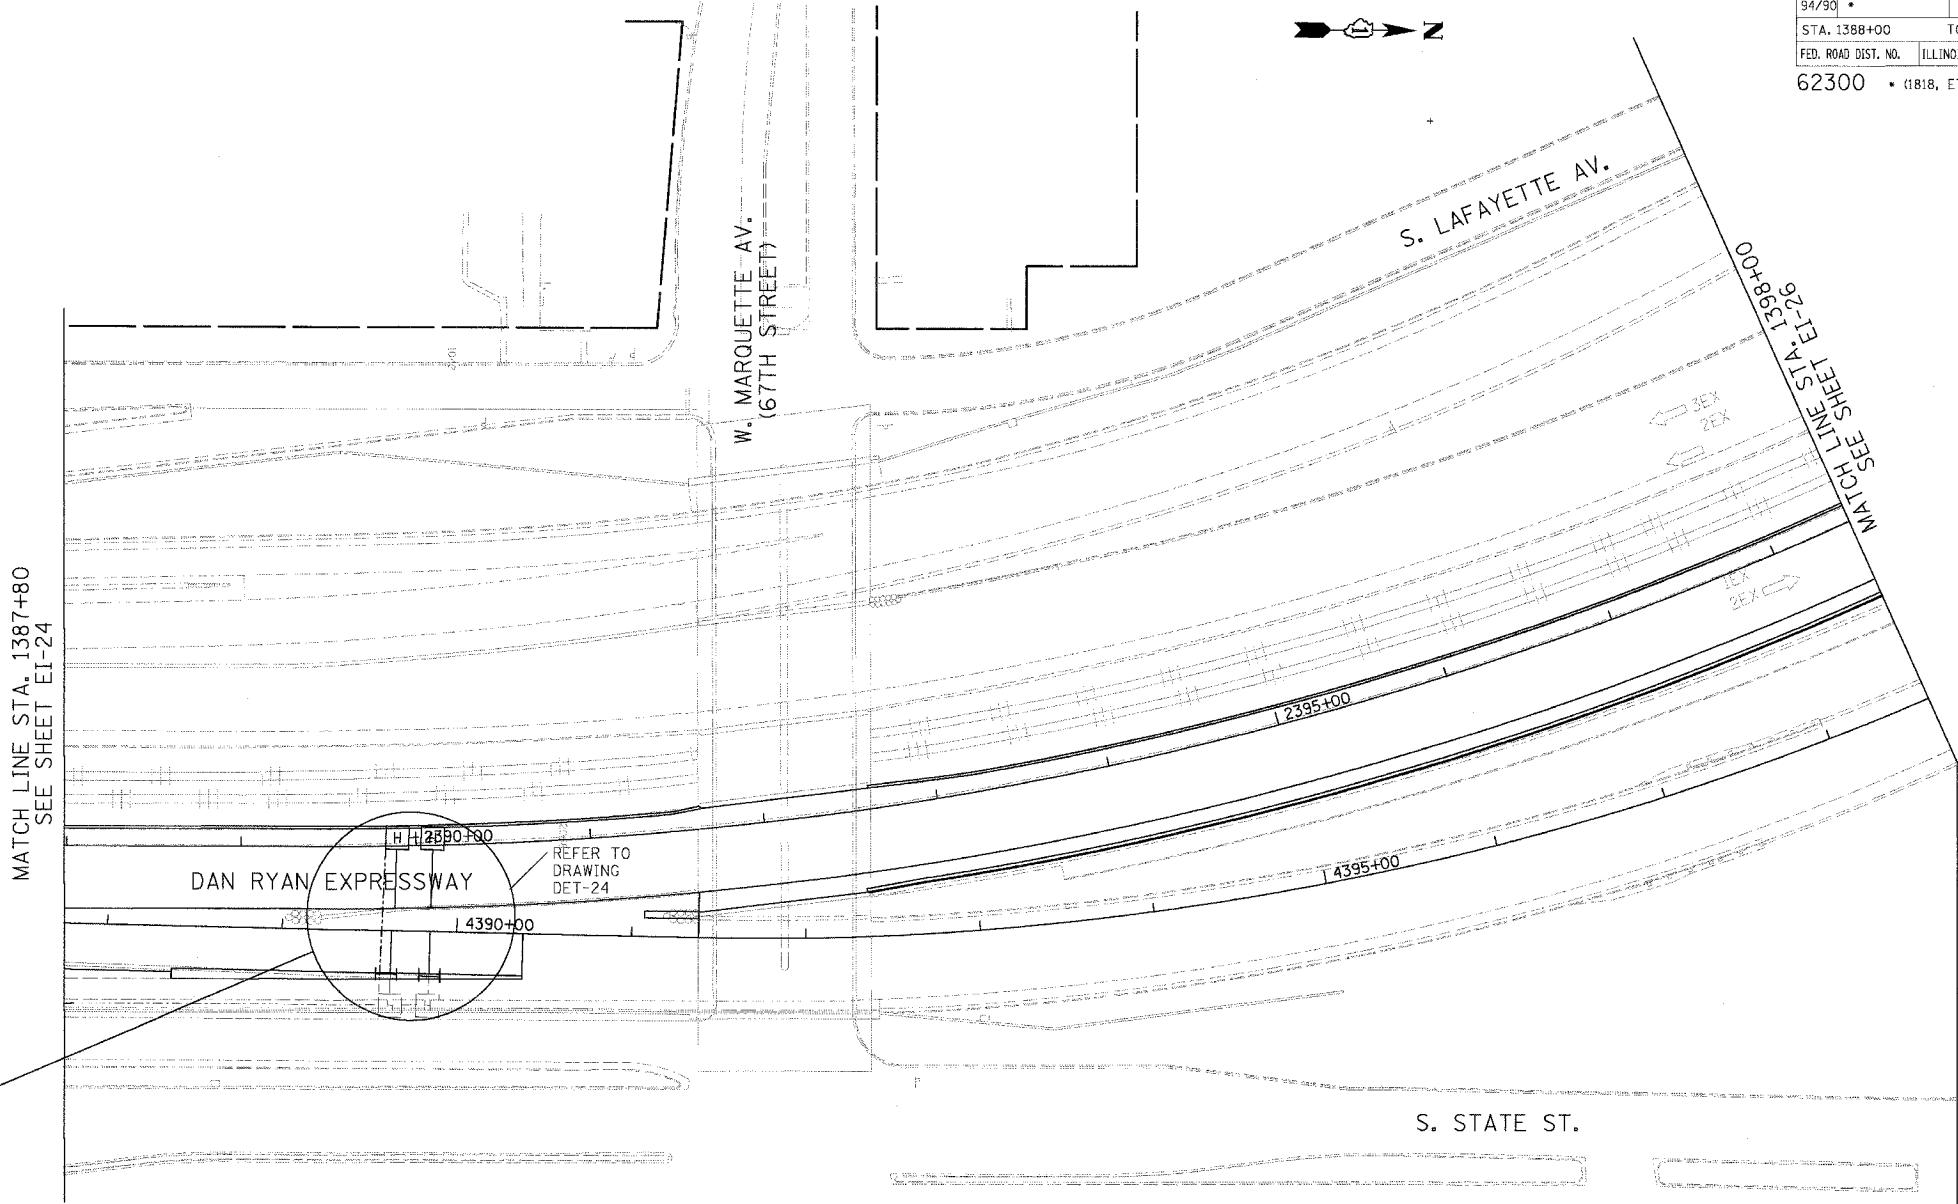 94/90 *
STA. 1388+00
FED. ROAD DIST. NO.
62300 * (1818,
N
S. LAFAYETTE AV.
W. MARQUETTE AV.
(67TH STREET)
MATCH LINE STA. 1398+00
SEE SHEET EI-26
3EX
2EX
1EX
2EX
MATCH LINE STA. 1387+80
SEE SHEET EI-24
2395+00
H
2390+00
REFER TO
DRAWING
DET-24
DAN RYAN EXPRESSWAY
4395+00
4390+00
S. STATE ST.